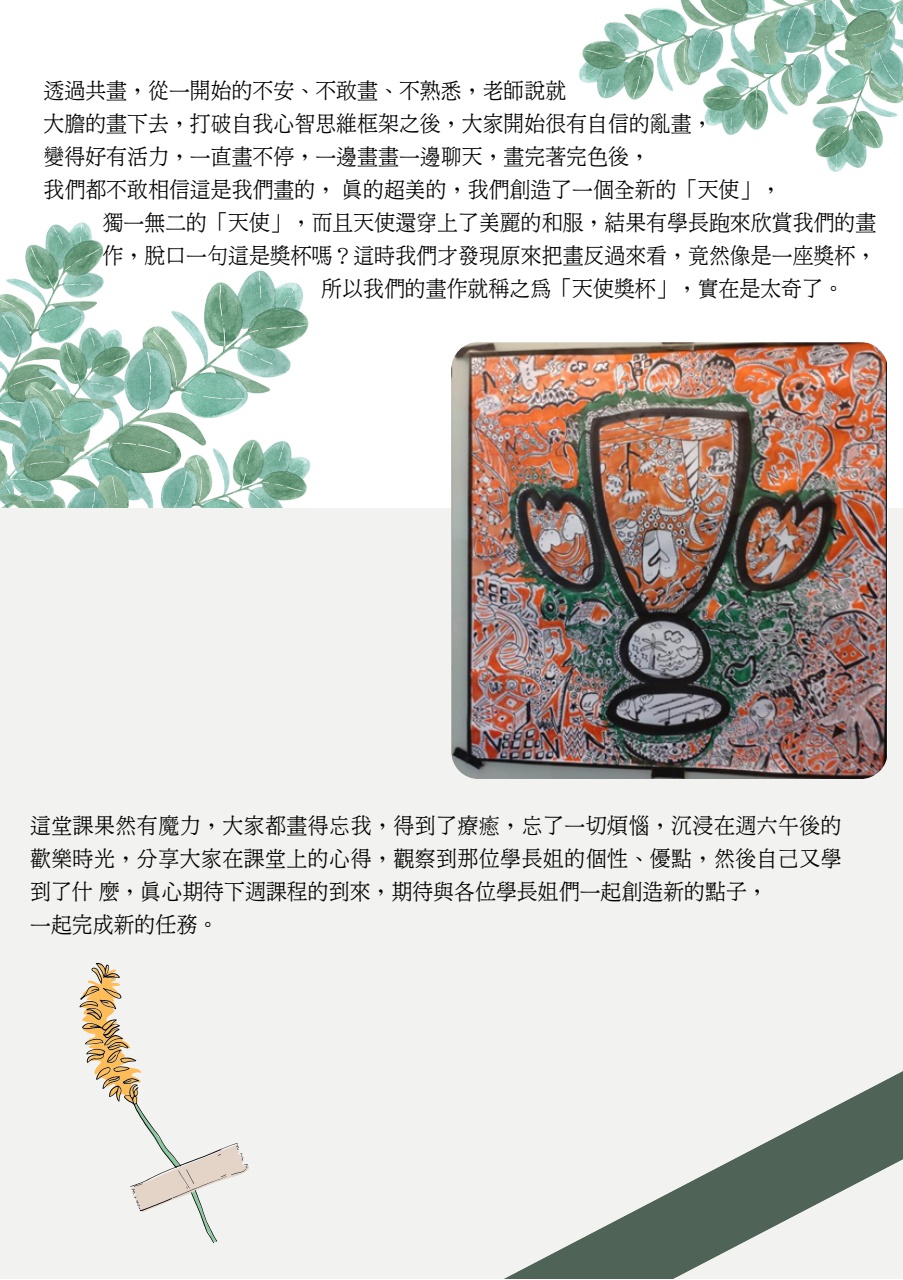 透過共畫，從一開始的不安、不敢畫、不熟悉，老師說就
大膽的畫下去，打破自我心智思維框架之後，大家開始很有自信的亂畫，
變得好有活力，一直畫不停，一邊畫畫一邊聊天，畫完著完色後，
我們都不敢相信這是我們畫的， 真的超美的，我們創造了一個全新的「天使」，
獨一無二的「天使」，而且天使還穿上了美麗的和服，結果有學長跑來欣賞我們的畫
作，脫口一句這是獎杯嗎？這時我們才發現原來把畫反過來看，竟然像是一座獎杯，
所以我們的畫作就稱之為「天使獎杯」，實在是太奇了。
這堂課果然有魔力，大家都畫得忘我，得到了療癒，忘了一切煩惱，沉浸在週六午後的
歡樂時光，分享大家在課堂上的心得，觀察到那位學長姐的個性、優點，然後自己又學
到了什 麼，真心期待下週課程的到來，期待與各位學長姐們一起創造新的點子，
一起完成新的任務。